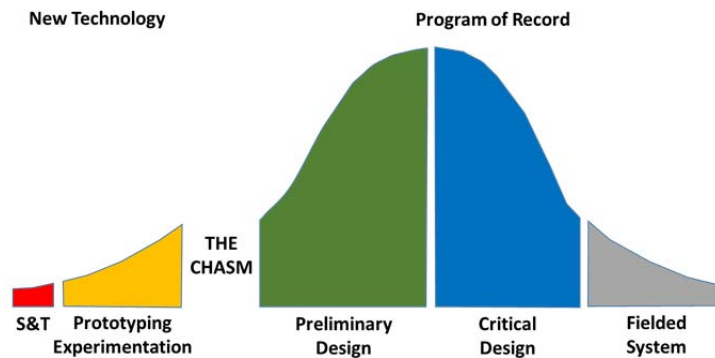 New Technology
Program of Record
THE
CHASM
S&T
Prototyping
Experimentation
Preliminary
Design
Critical
Design
Fielded
System